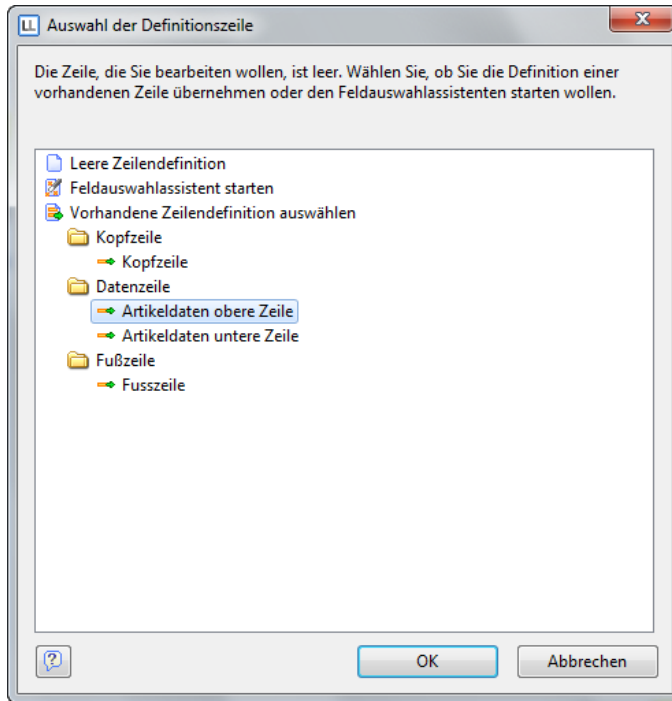 LL Auswahl der Definitionszeile
Die Zeile, die Sie bearbeiten wollen, ist leer. Wählen Sie, ob Sie die Definition einer
vorhandenen Zeile übernehmen oder den Feldauswahlassistenten starten wollen.
Leere Zeilendefinition
Feldauswahlassistent starten
Vorhandene Zeilendefinition auswählen
Kopfzeile
Kopfzeile
Datenzeile
Artikeldaten obere Zeile
Artikeldaten untere Zeile
Fußzeile
Fusszeile
?
OK
Abbrechen